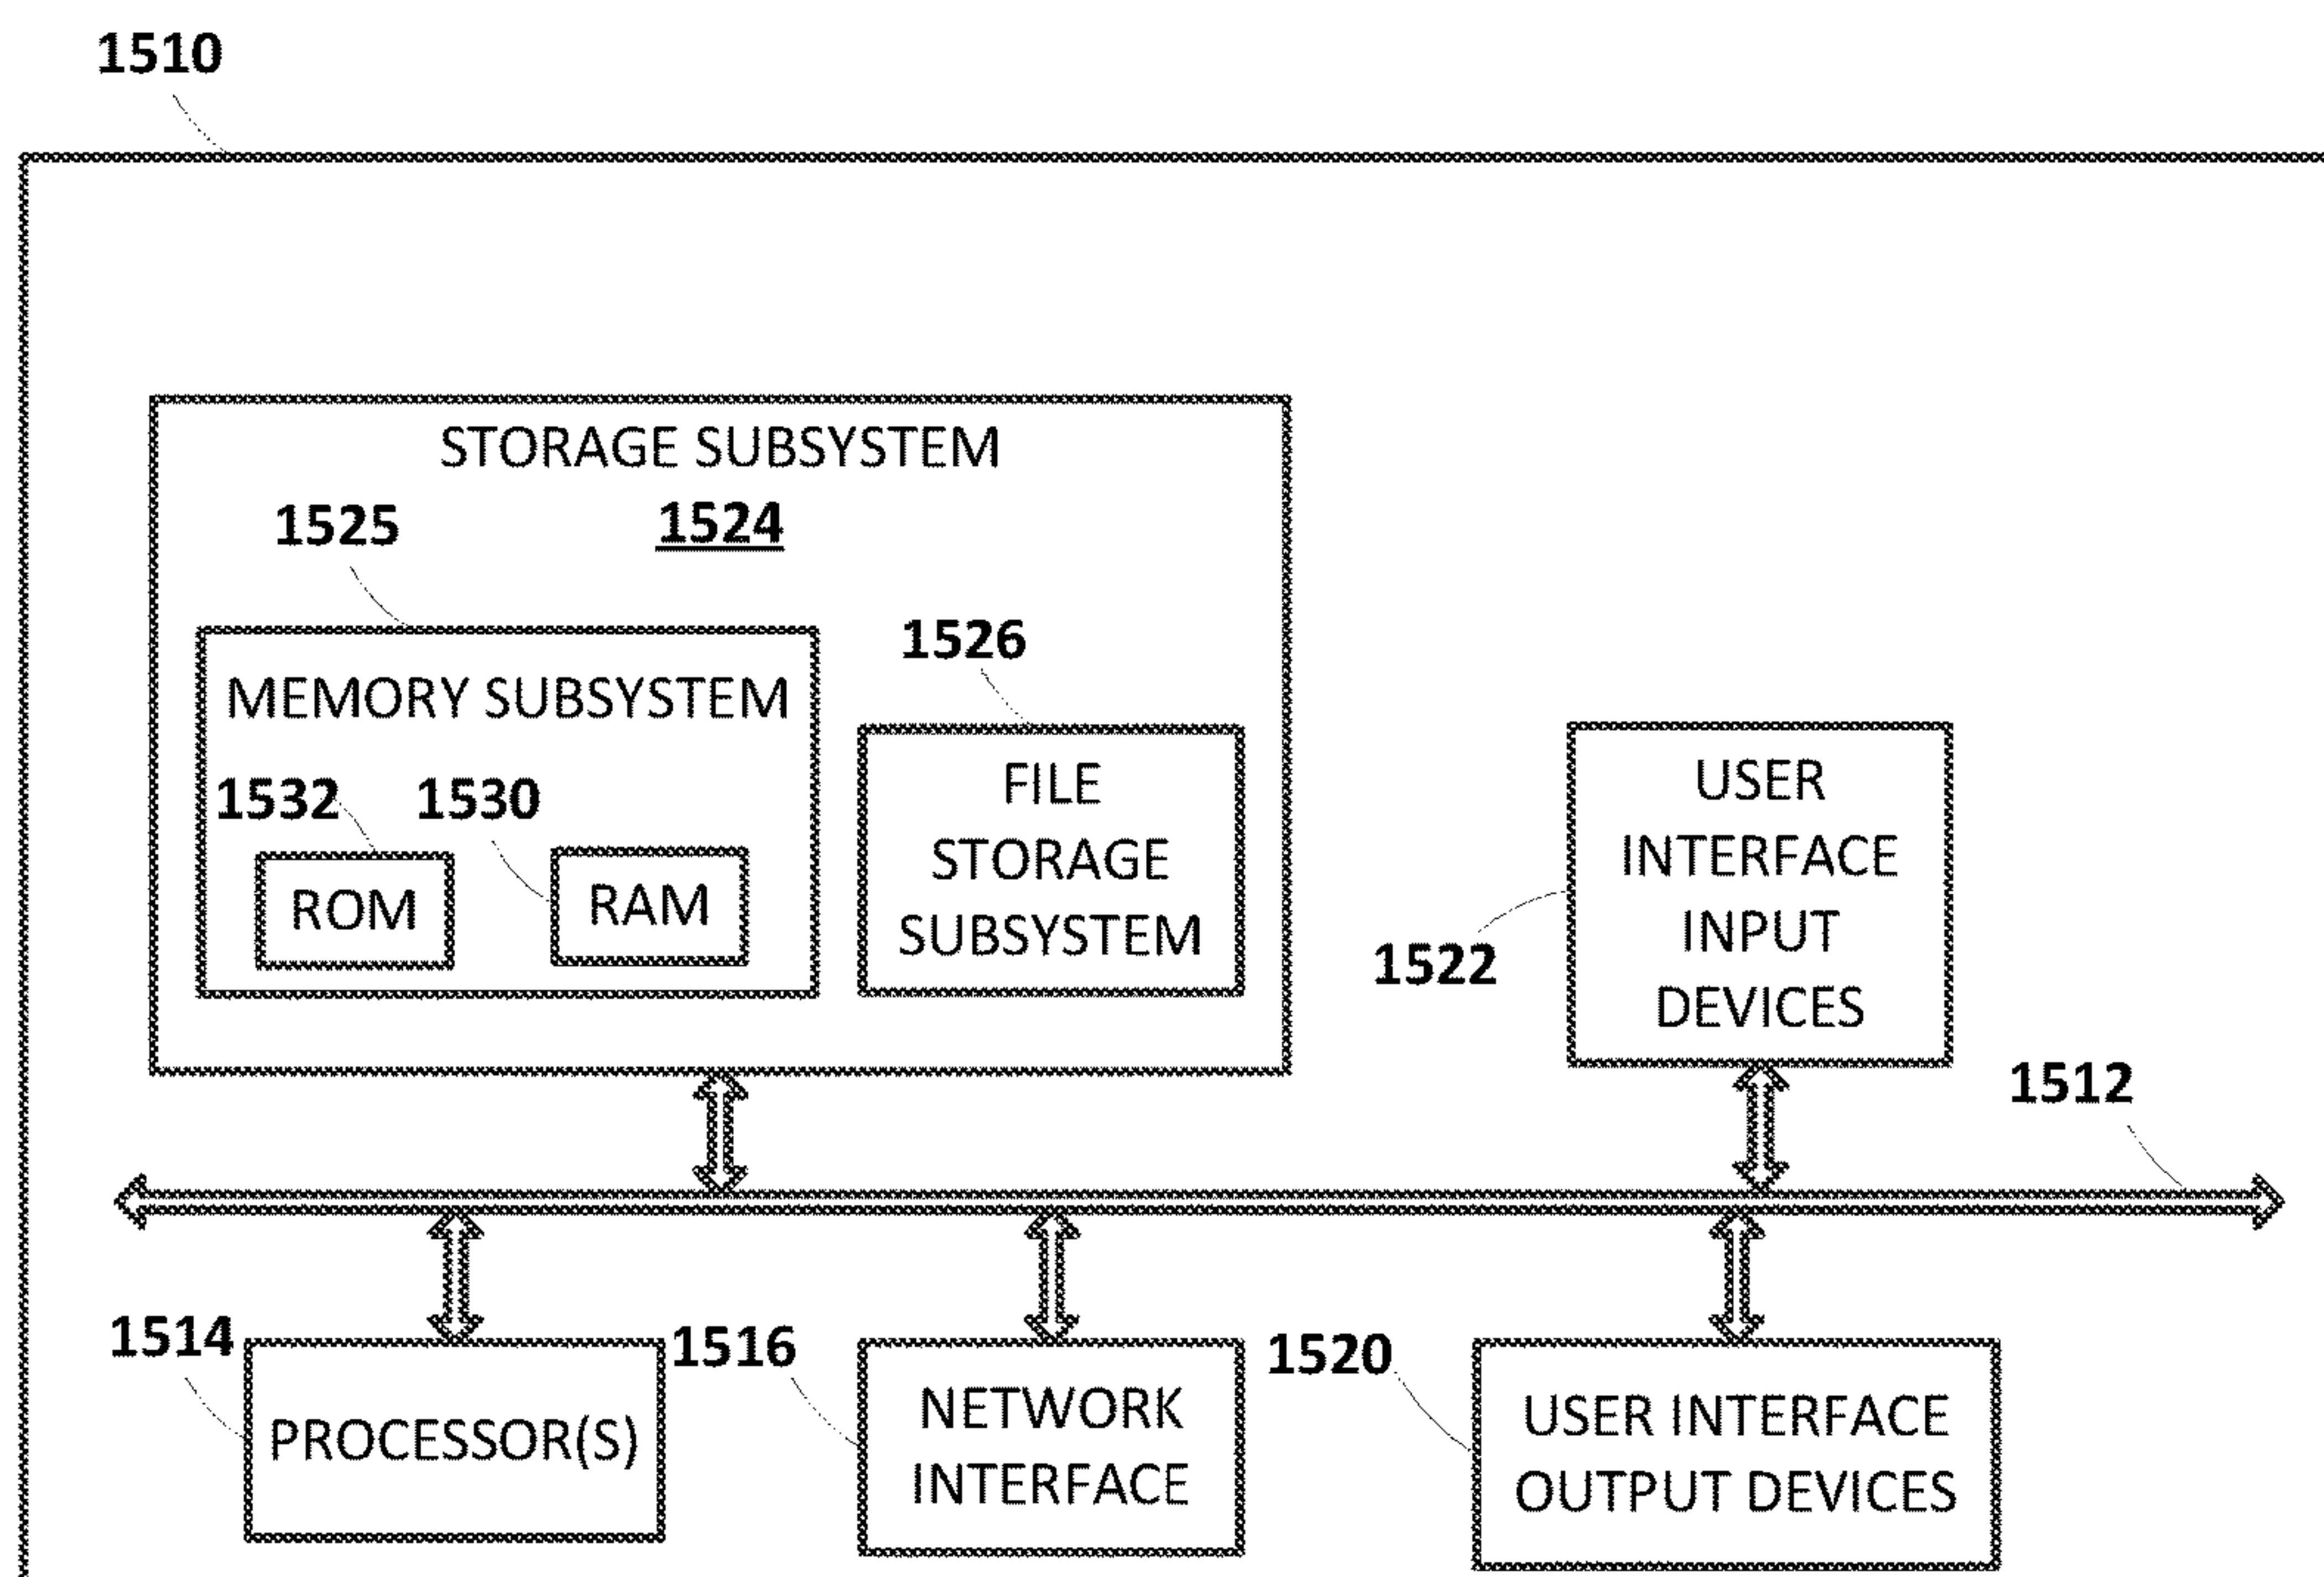 1510
STORAGE SUBSYSTEM
1524
1525
MEMORY SUBSYSTEM
1532
1530
ROM
RAM
1526
FILE
STORAGE
SUBSYSTEM
USER
INTERFACE
INPUT
DEVICES
1522
1512
1514
PROCESSOR(S)
1516
NETWORK
INTERFACE
1520
USER INTERFACE
OUTPUT DEVICES